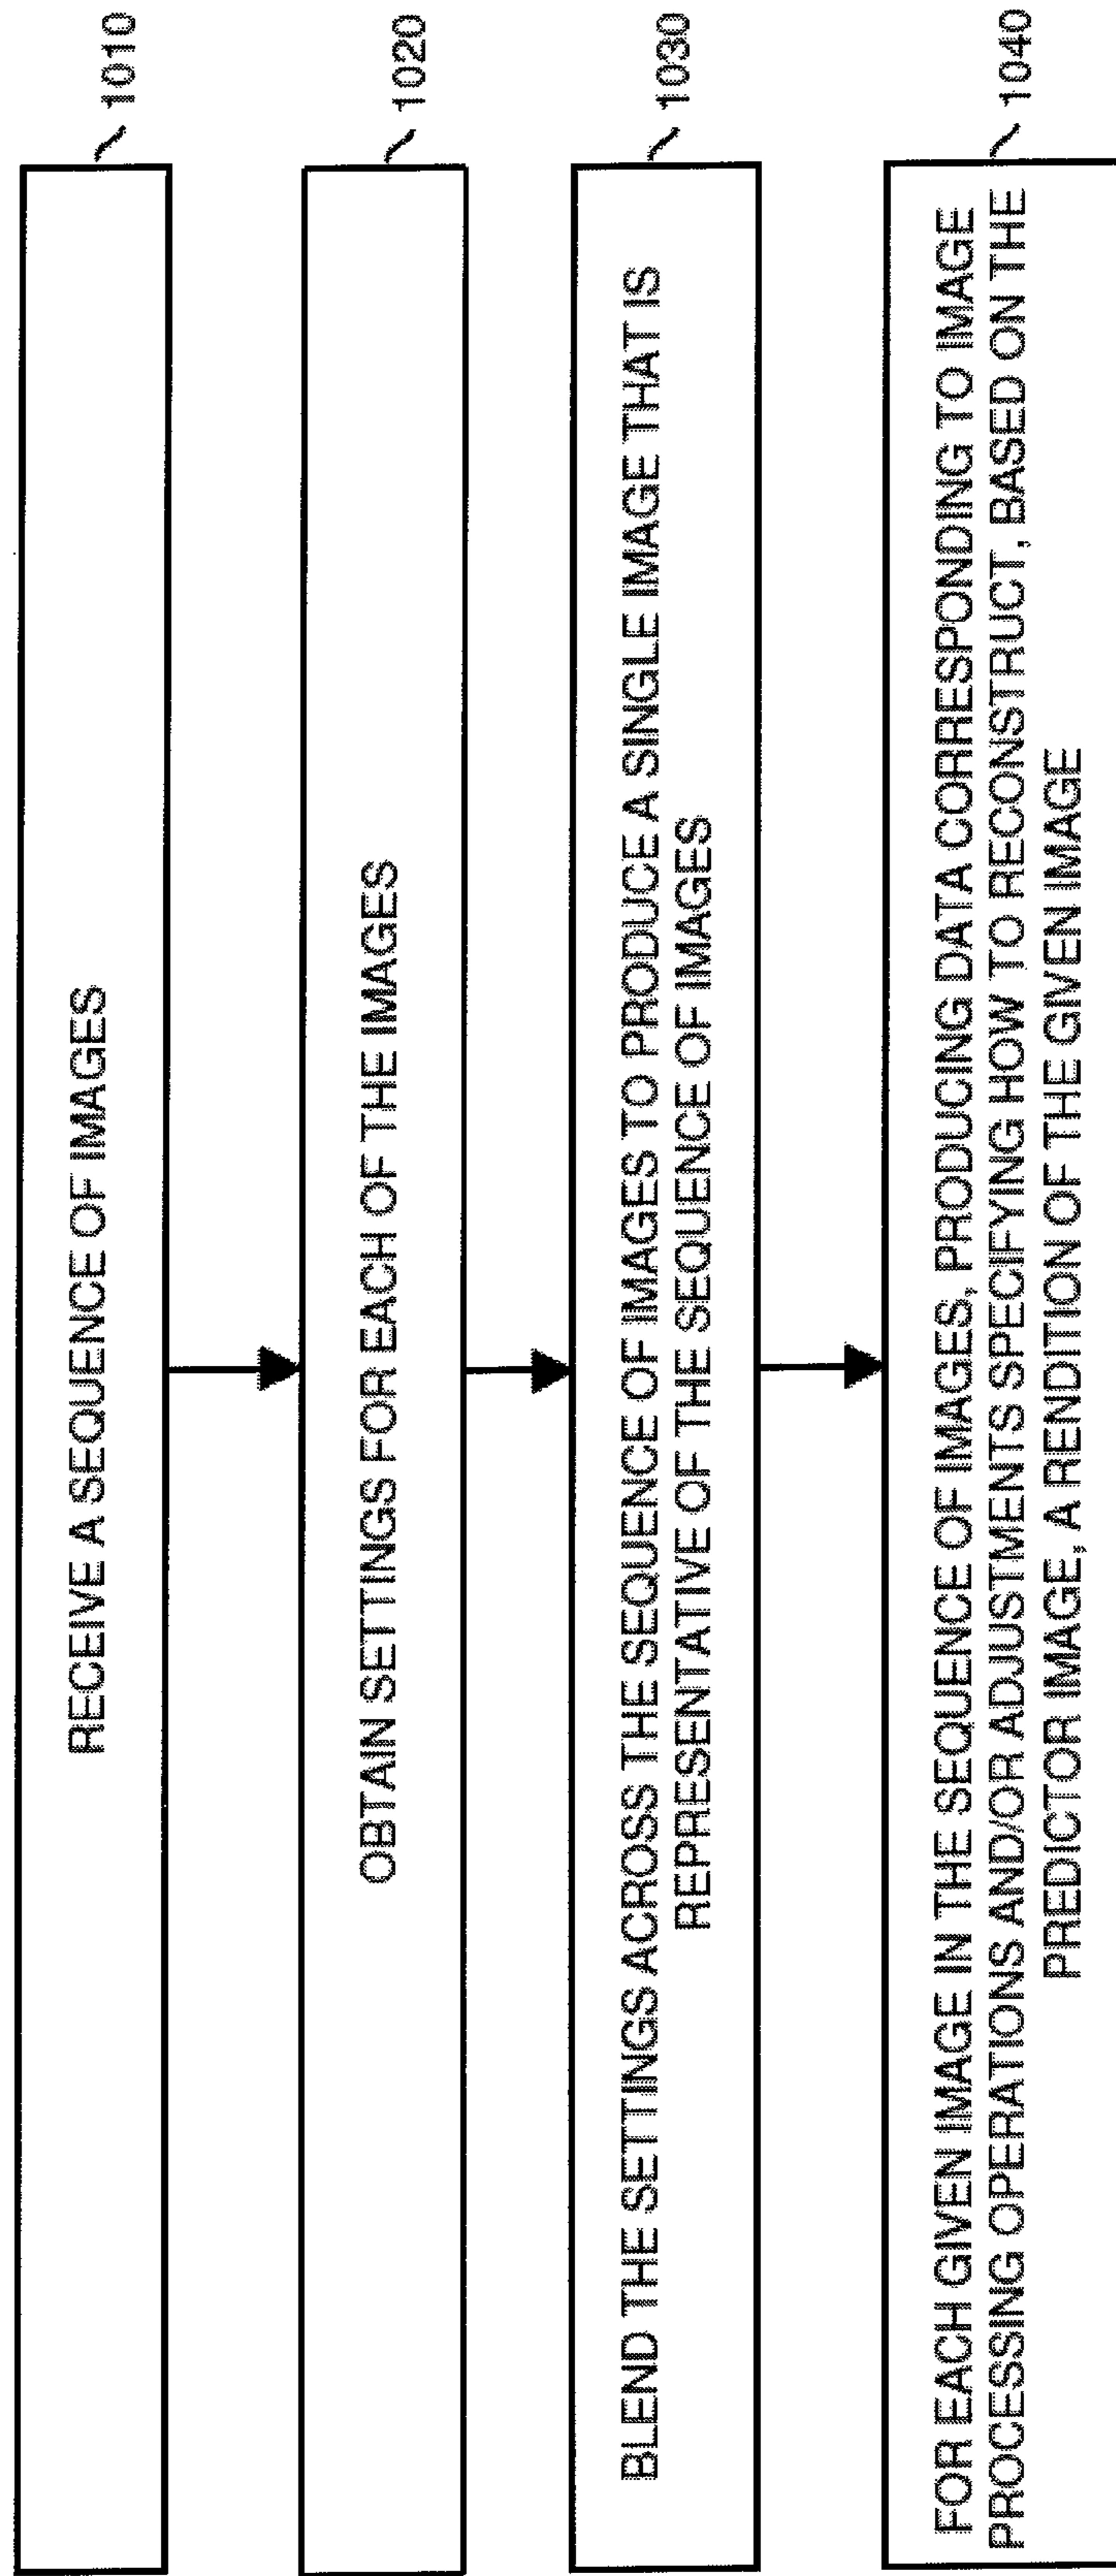 RECEIVE A SEQUENCE OF IMAGES
1010
OBTAIN SETTINGS FOR EACH OF THE IMAGES
1020
BLEND THE SETTINGS ACROSS THE SEQUENCE OF IMAGES TO PRODUCE A SINGLE IMAGE THAT IS
REPRESENTATIVE OF THE SEQUENCE OF IMAGES
1030
FOR EACH GIVEN IMAGE IN THE SEQUENCE OF IMAGES, PRODUCING DATA CORRESPONDING TO IMAGE
PROCESSING OPERATIONS AND/OR ADJUSTMENTS SPECIFYING HOW TO RECONSTRUCT, BASED ON THE
PREDICTOR IMAGE, A RENDITION OF THE GIVEN IMAGE
1040